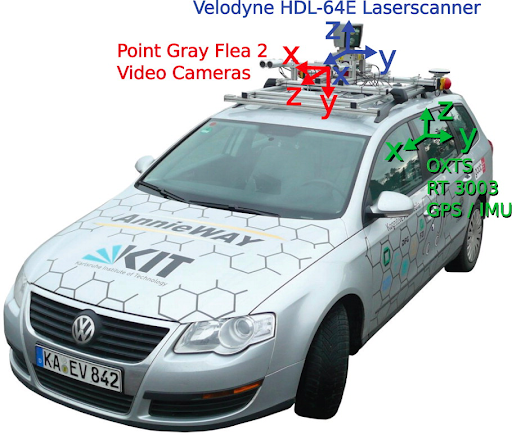 Velodyne HDL-64E Laserscanner
Point Gray Flea 2
Video Cameras
z
y
x
x
z
y
z
y
x
OXTS
RT 3003
GPS / IMU
AnnieWAY
KIT
Karlsruhe Institute of Technology
KA EV 842